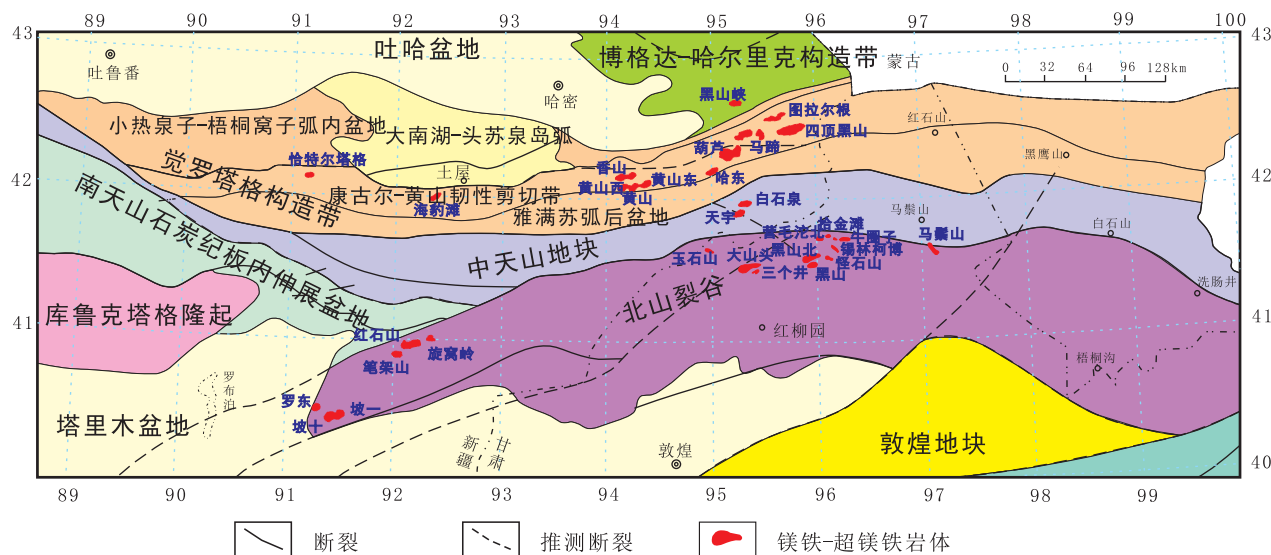 89 90 91 92 93 94 95 96 97 98 99 100
43 43
吐哈盆地
博格达-哈尔里克构造带
蒙古
吐鲁番
哈密
0 32 64 96 128km
黑山峡
图拉尔根
四顶黑山
红石山
小热泉子-梧桐窝子弧内盆地
大南湖-头苏泉岛弧
葫芦
马蹄
黑鹰山
恰特尔塔格
土屋
香山
黄山西
黄山东
黄山
哈东
42 42
觉罗塔格构造带
康古尔-黄山韧性剪切带
海豹滩
雅满苏弧后盆地
白石泉
天宇
马鬃山
白石山
南天山石炭纪板内伸展盆地
中天山地块
拾金滩
牛圈子
马鬃山
玉石山
大山头
黑山北
锡林柯博
怪石山
三个井
黑山
洗肠井
库鲁克塔格隆起
北山裂谷
41 41
红石山
旋窝岭
笔架山
红柳园
梧桐沟
罗布泊
罗东
坡一
坡十
塔里木盆地
新疆
甘肃
敦煌
敦煌地块
40
89 90 91 92 93 94 95 96 97 98 99
断裂
推测断裂
镁铁-超镁铁岩体